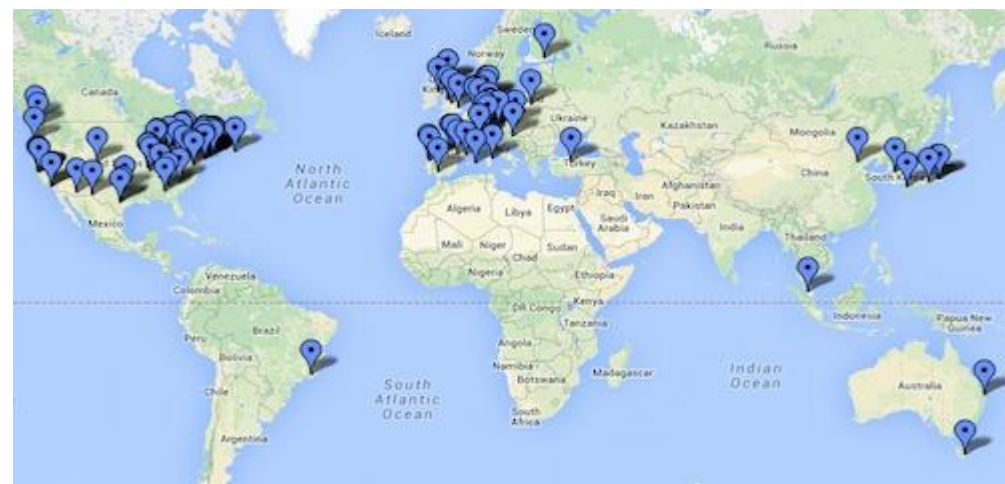 Iceland
Sweden
Norway
Russia
Canada
Ukraine
Kazakhstan
Mongolia
North
Atlantic
Ocean
Turkey
China
South
Afghanistan
Iraq
Iran
Pakistan
Mexico
Algeria
Libya
Egypt
Saudi
Arabia
India
Mali
Niger
Chad
Sudan
Thailand
Nigeria
Ethiopia
Venezuela
Colombia
DR Congo
Kenya
Indonesia
Papua New
Guinea
Tanzania
Brazil
Peru
Angola
Bolivia
Namibia
Botswana
Madagascar
Indian
Ocean
Australia
Chile
South
Atlantic
Ocean
South
Africa
Argentina